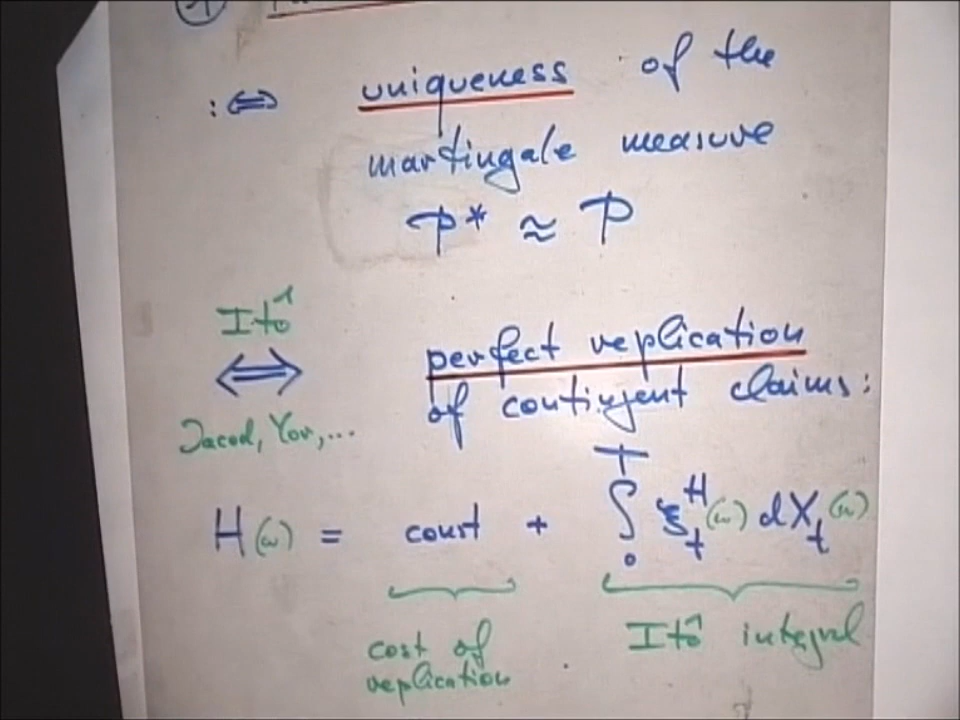 :⇔ uniqueness of the
martingale measure
P* ≈ P
Itô
⇔ perfect replication
of contingent claims:
Jacod, Yor,...
H(ω) = const + ∫₀ᵀ ξₜᴴ(ω) dXₜ(ω)
cost of
replication
Itô integral